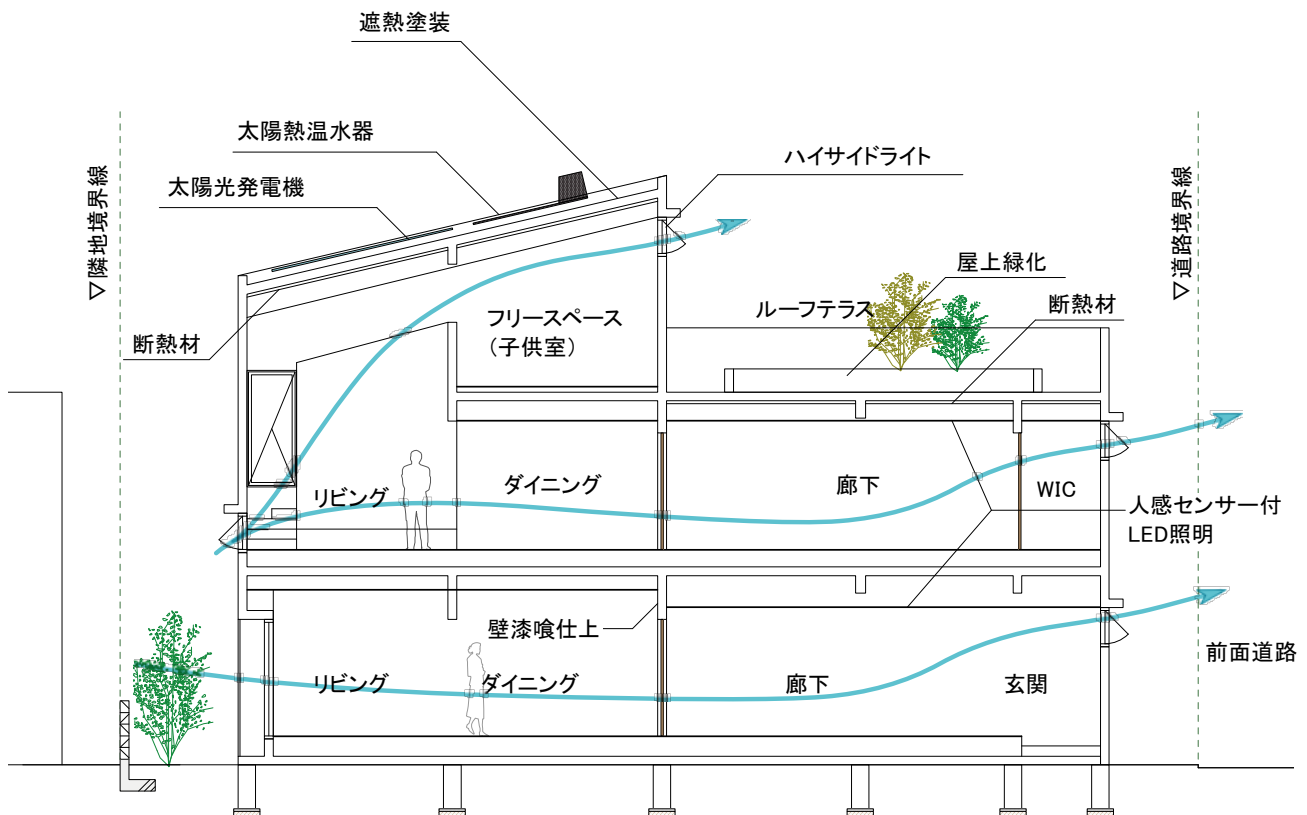 遮熱塗装
太陽熱温水器
太陽光発電機
ハイサイドライト
▽隣地境界線
▽道路境界線
屋上緑化
ルーフテラス
断熱材
フリースペース
（子供室）
断熱材
リビング
ダイニング
廊下
WIC
人感センサー付
LED照明
壁漆喰仕上
前面道路
リビング
ダイニング
廊下
玄関